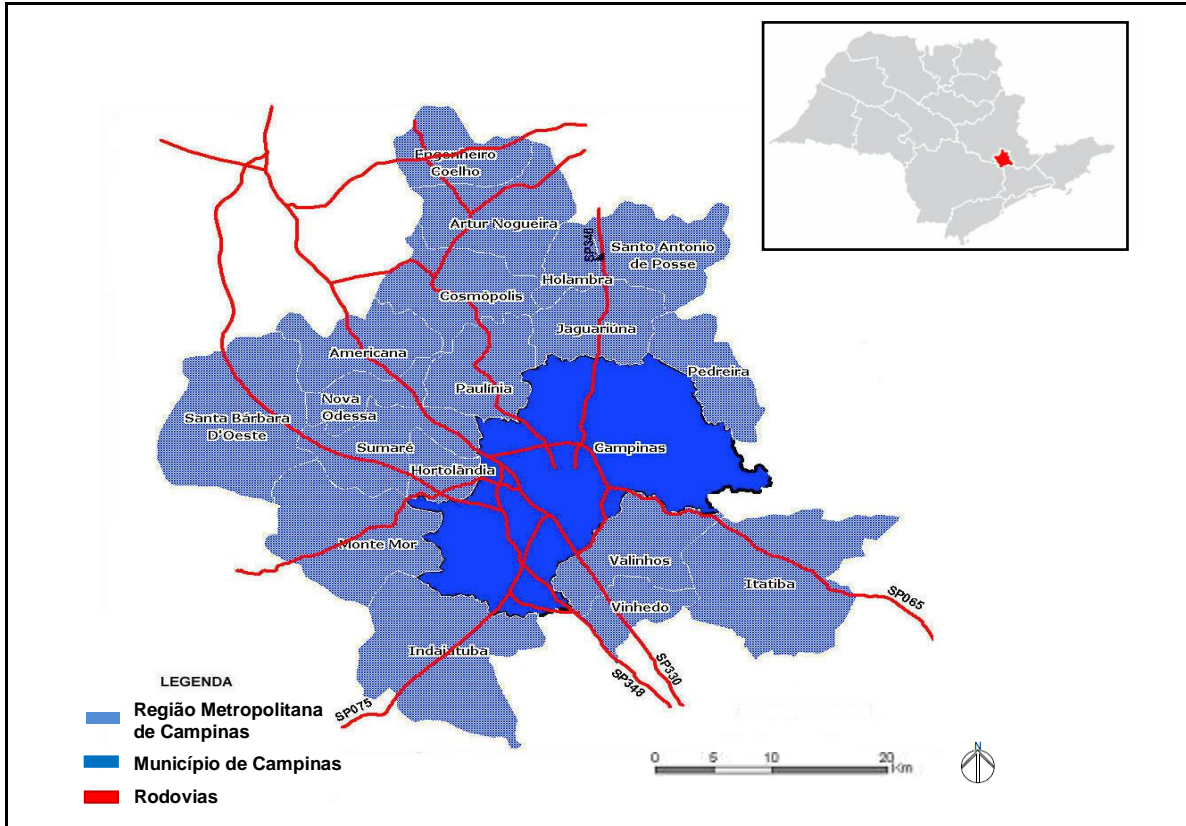 Engenheiro
Coelho
Artur Nogueira
SP340
Santo Antonio
de Posse
Holambra
Cosmópolis
Jaguariúna
Americana
Pedreira
Paulínia
Nova
Odessa
Santa Bárbara
D'Oeste
Sumaré
Campinas
Hortolândia
Monte Mor
Valinhos
Itatiba
Vinhedo
SP065
Indaiatuba
SP330
SP348
SP075
LEGENDA
Região Metropolitana
de Campinas
Município de Campinas
Rodovias
0 5 10 20
Km
N